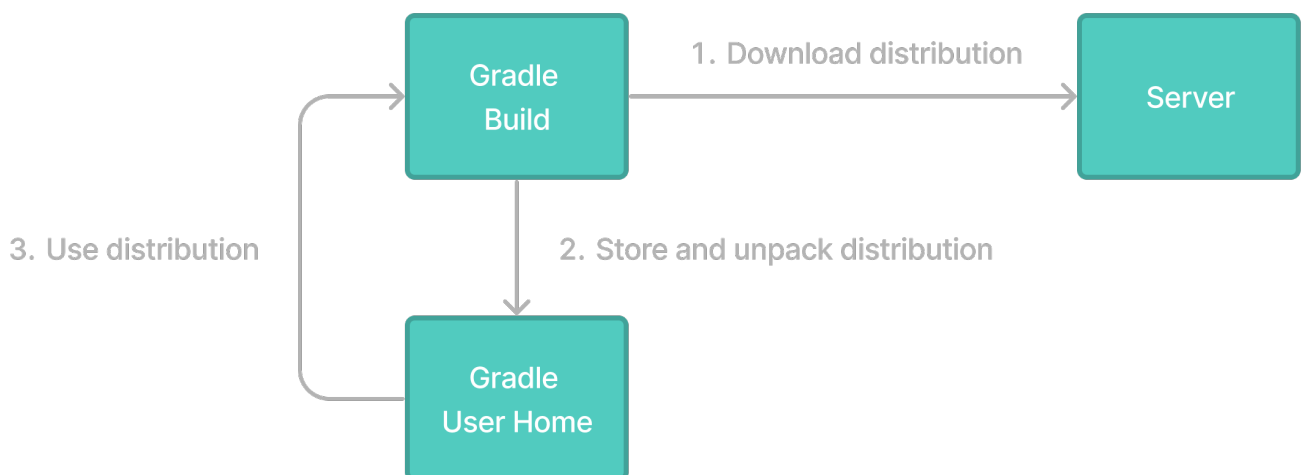 Gradle
Build
1. Download distribution
Server
3. Use distribution
2. Store and unpack distribution
Gradle
User Home